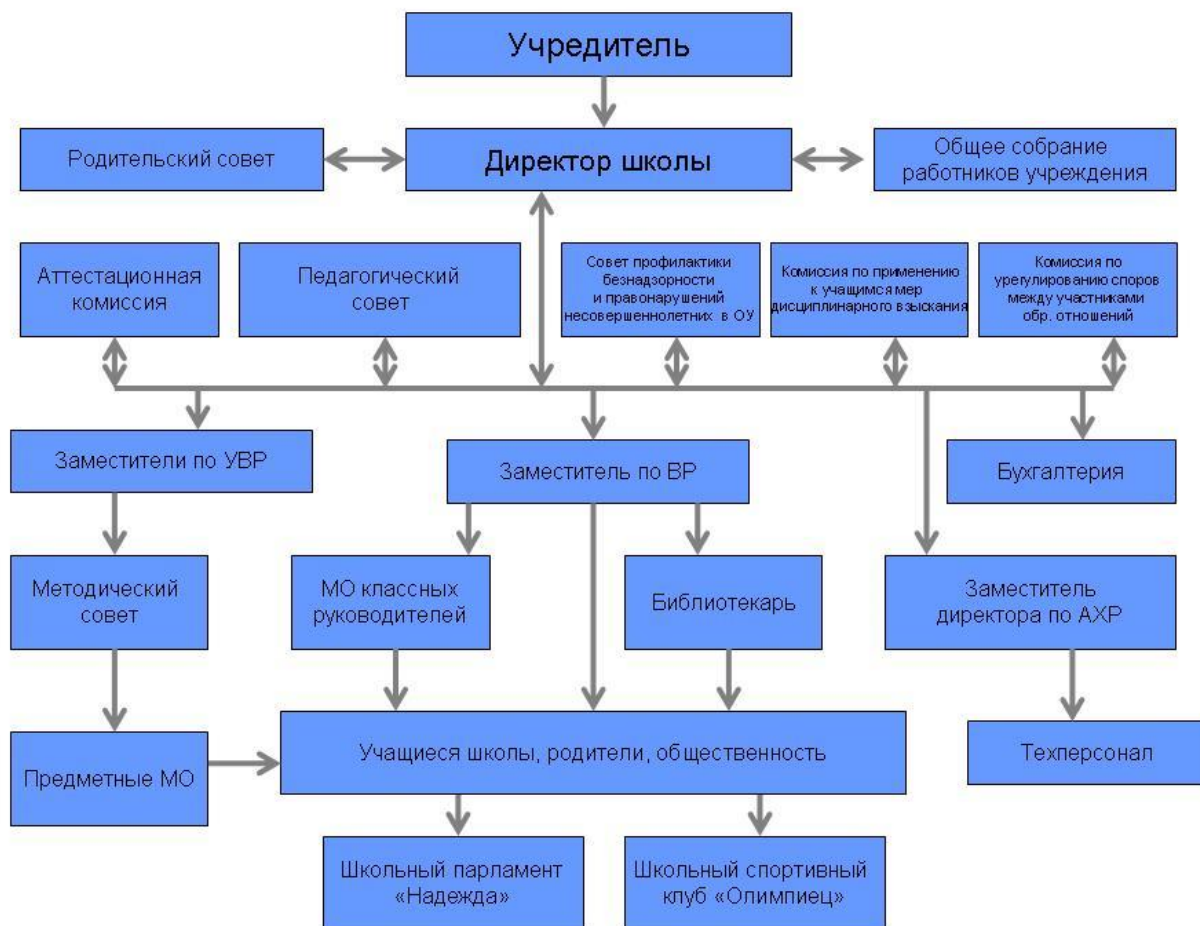 Учредитель
Родительский совет
Директор школы
Общее собрание
работников учреждения
Аттестационная
комиссия
Педагогический
совет
Совет профилактики
безнадзорности
и правонарушений
несовершеннолетних в ОУ
Комиссия по применению
к учащимся мер
дисциплинарного взыскания
Комиссия по
урегулированию споров
между участниками
обр. отношений
Заместители по УВР
Заместитель по ВР
Бухгалтерия
Методический
совет
МО классных
руководителей
Библиотекарь
Заместитель
директора по АХР
Предметные МО
Учащиеся школы, родители, общественность
Техперсонал
Школьный парламент
«Надежда»
Школьный спортивный
клуб «Олимпиец»